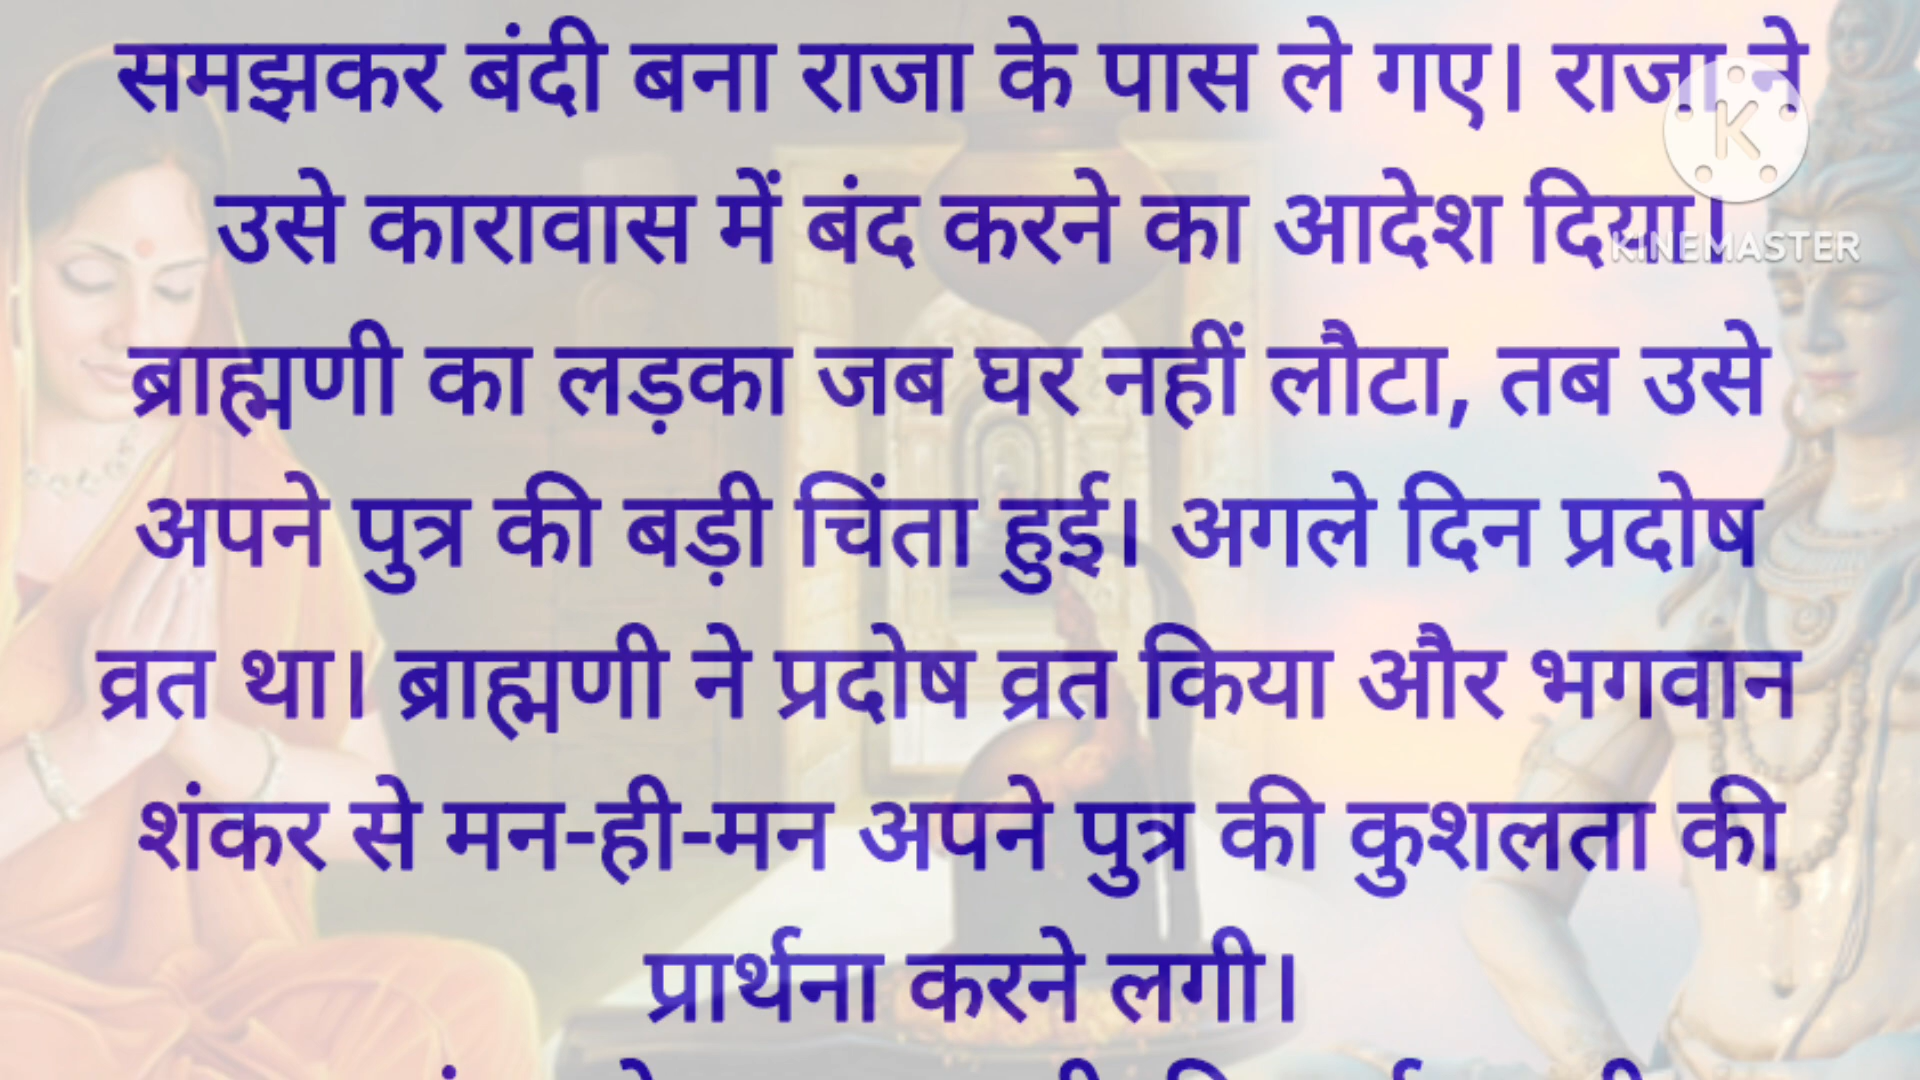 समझकर बंदी बना राजा के पास ले गए। राजा ने
उसे कारावास में बंद करने का आदेश दिया।
KINEMASTER
ब्राह्मणी का लड़का जब घर नहीं लौटा, तब उसे
अपने पुत्र की बड़ी चिंता हुई। अगले दिन प्रदोष
व्रत था। ब्राह्मणी ने प्रदोष व्रत किया और भगवान
शंकर से मन-ही-मन अपने पुत्र की कुशलता की
प्रार्थना करने लगी।